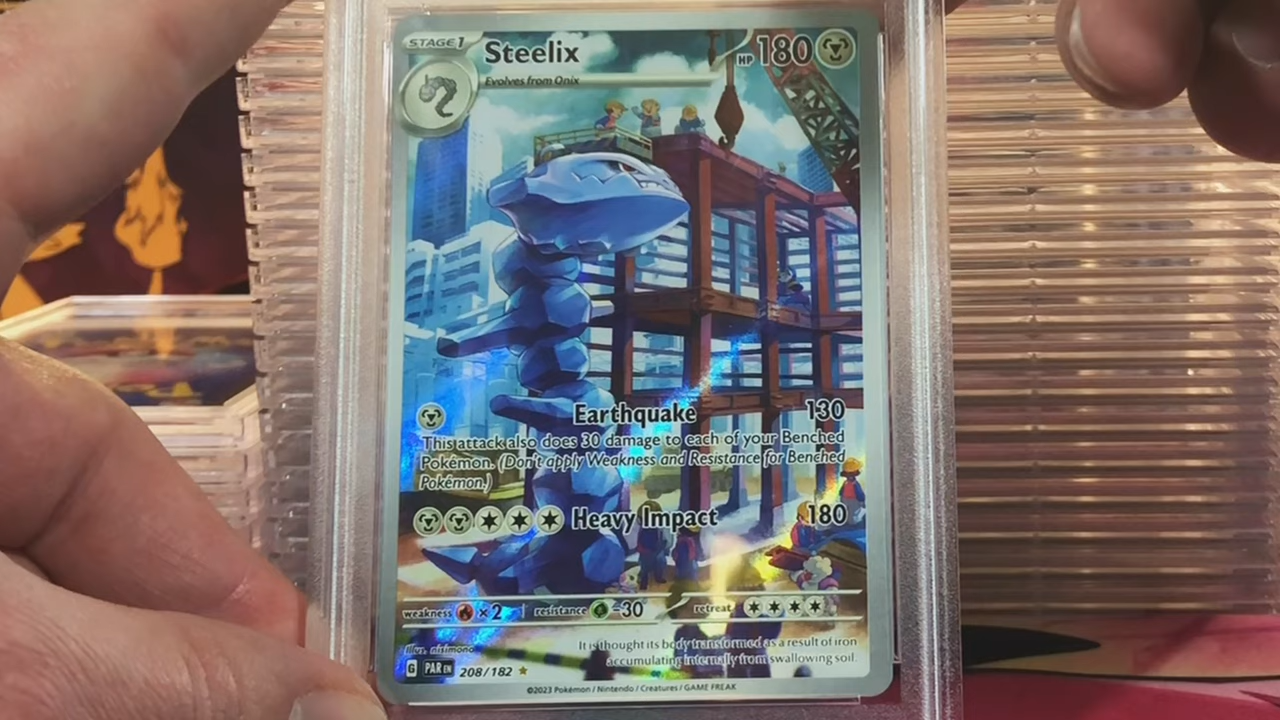 STAGE 1
Steelix
HP 180
Evolves from Onix
Earthquake 130
This attack also does 30 damage to each of your Benched
Pokémon. (Don't apply Weakness and Resistance for Benched
Pokémon.)
Heavy Impact 180
weakness ×2 resistance -30 retreat
Illus. nisimono
It is thought its body transformed as a result of iron
accumulating internally from swallowing soil.
G PAR EN 208/182
©2023 Pokémon / Nintendo / Creatures / GAME FREAK